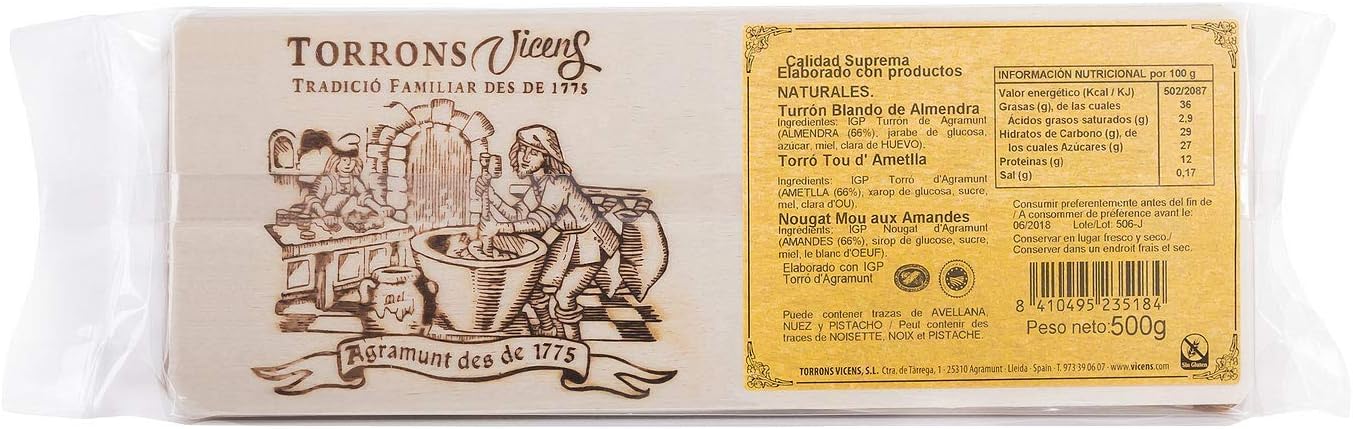 TORRONS Vicens
TRADICIÓ FAMILIAR DES DE 1775
Mel
Agramunt des de 1775
Calidad Suprema
Elaborado con productos
NATURALES.
Turrón Blando de Almendra
Ingredientes: IGP Turrón de Agramunt
(ALMENDRA (66%), jarabe de glucosa,
azúcar, miel, clara de HUEVO).
Torró Tou d' Ametlla
Ingredients: IGP Torró d'Agramunt
(AMETLLA (66%), xarop de glucosa, sucre,
mel, clara d'OU).
Nougat Mou aux Amandes
Ingrédients: IGP Nougat d'Agramunt
(AMANDES (66%), sirop de glucose, sucre,
miel, le blanc d'OEUF).
Elaborado con IGP
Torró d'Agramunt
Puede contener trazas de AVELLANA,
NUEZ y PISTACHO / Peut contenir des
traces de NOISETTE, NOIX et PISTACHE.
INFORMACIÓN NUTRICIONAL por 100 g
Valor energético (Kcal / KJ) 502/2087
Grasas (g), de las cuales 36
Ácidos grasos saturados (g) 2,9
Hidratos de Carbono (g), de 29
los cuales Azúcares (g) 27
Proteinas (g) 12
Sal (g) 0,17
Consumir preferentemente antes del fin de
/ A consommer de préference avant le:
06/2018 Lote/Lot: 506-J
Conservar en lugar fresco y seco./
Conserver dans un endroit frais et sec.
8 410495 235184
Peso neto:500g
Sin Gluten
TORRONS VICENS, S.L. Ctra. de Tàrrega, 1 · 25310 Agramunt · Lleida · Spain · T. 973 39 06 07 · www.vicens.com